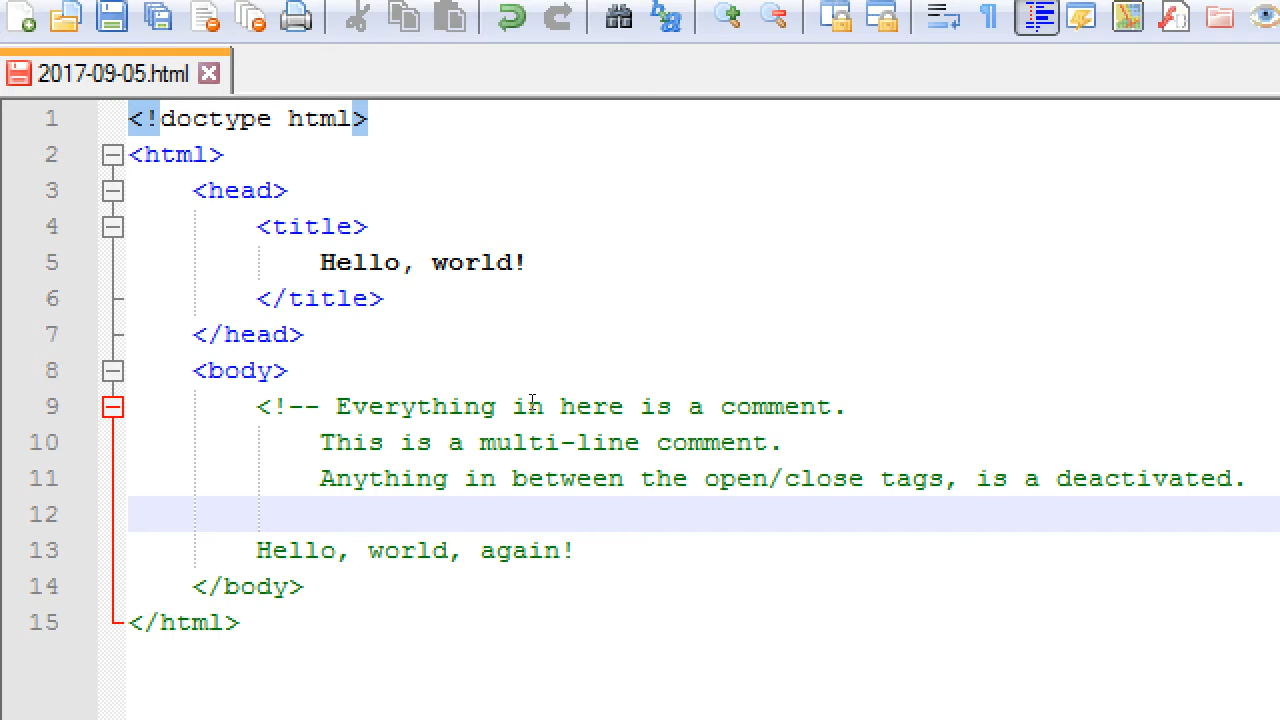 2017-09-05.html
1 <!doctype html>
2 <html>
3 <head>
4 <title>
5 Hello, world!
6 </title>
7 </head>
8 <body>
9 <!-- Everything in here is a comment.
10 This is a multi-line comment.
11 Anything in between the open/close tags, is a deactivated.
12
13 Hello, world, again!
14 </body>
15 </html>